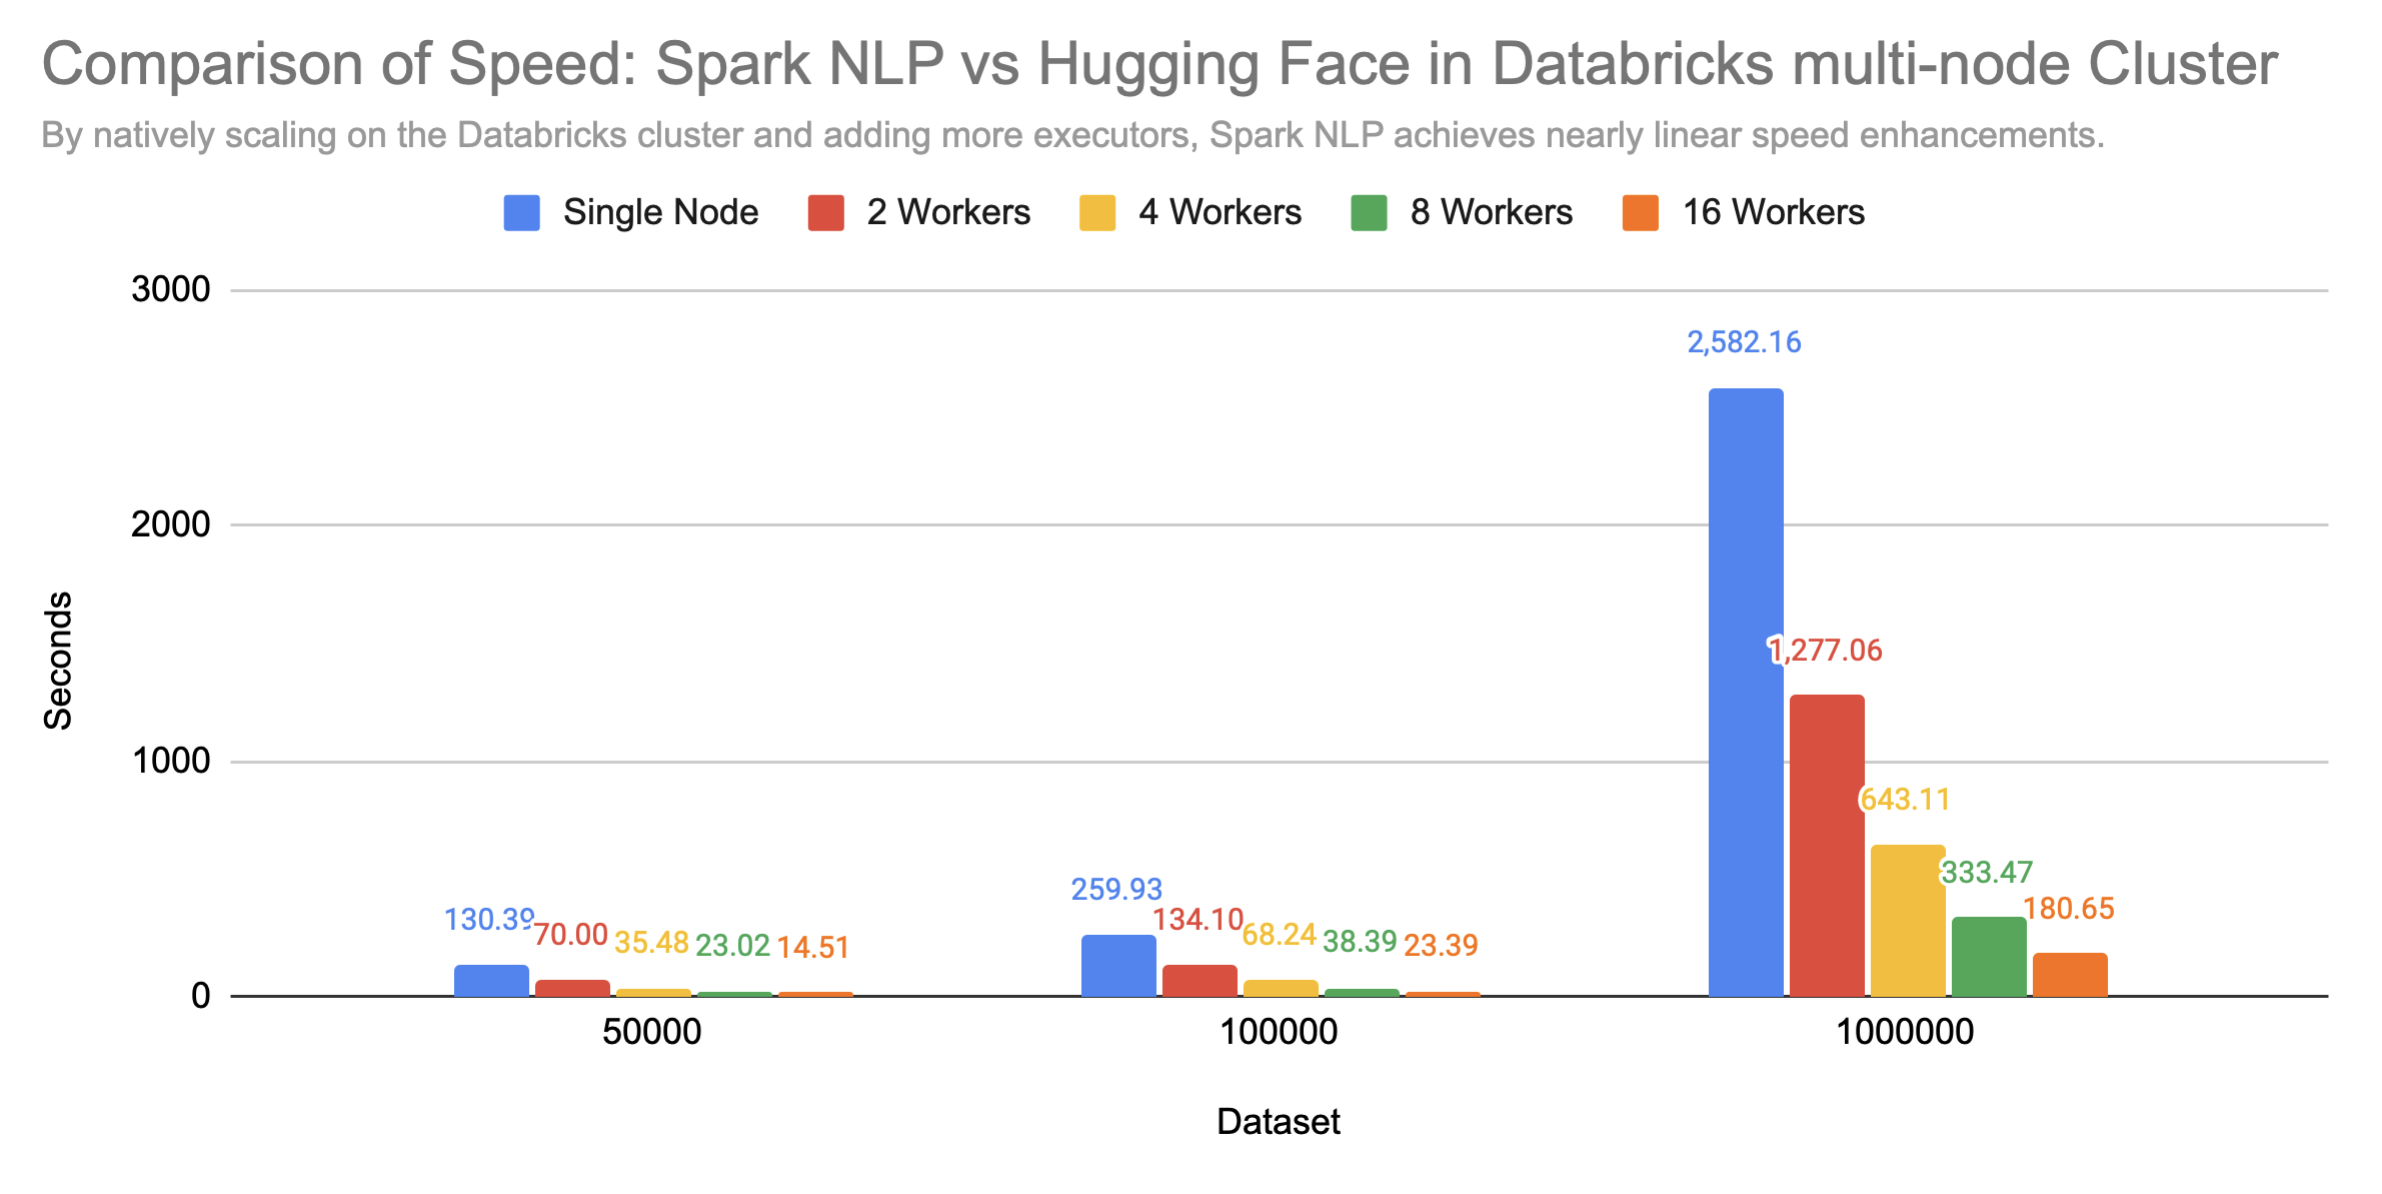 Comparison of Speed: Spark NLP vs Hugging Face in Databricks multi-node Cluster
By natively scaling on the Databricks cluster and adding more executors, Spark NLP achieves nearly linear speed enhancements.
Single Node 2 Workers 4 Workers 8 Workers 16 Workers
3000
2000
1000
0
Seconds
130.39 70.00 35.48 23.02 14.51
259.93 134.10 68.24 38.39 23.39
2,582.16 1,277.06 643.11 333.47 180.65
50000 100000 1000000
Dataset